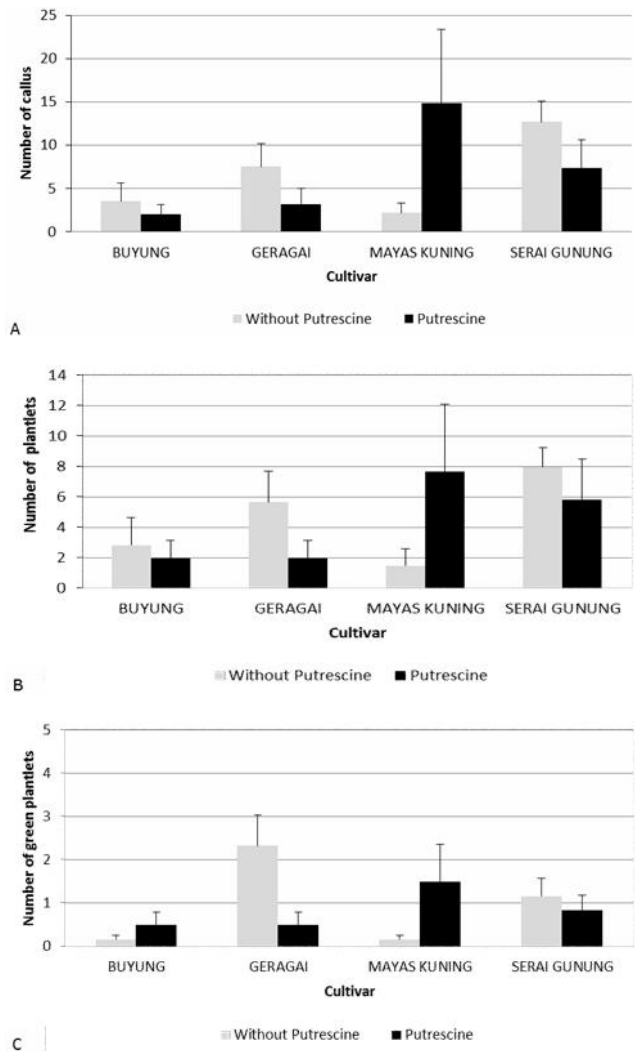 Number of callus
25
20
15
10
5
0
BUYUNG GERAGAI MAYAS KUNING SERAI GUNUNG
Cultivar
Without Putrescine Putrescine
A
Number of plantlets
14
12
10
8
6
4
2
0
BUYUNG GERAGAI MAYAS KUNING SERAI GUNUNG
Cultivar
Without Putrescine Putrescine
B
Number of green plantlets
5
4
3
2
1
0
BUYUNG GERAGAI MAYAS KUNING SERAI GUNUNG
Cultivar
Without Putrescine Putrescine
C